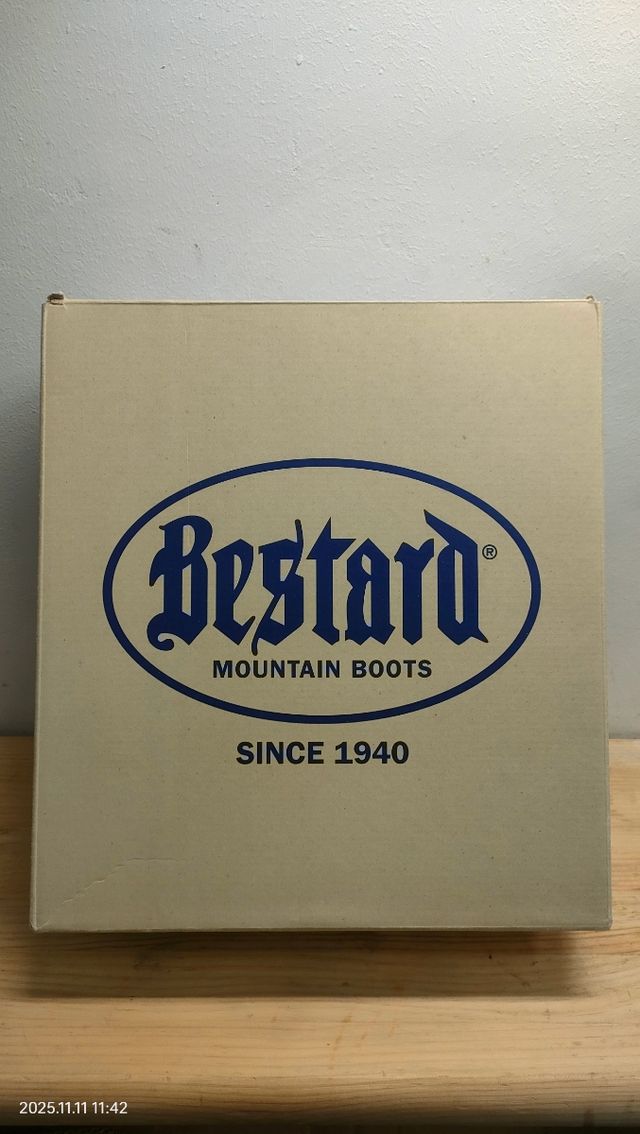 Bestard®
MOUNTAIN BOOTS
SINCE 1940
2025.11.11 11:42